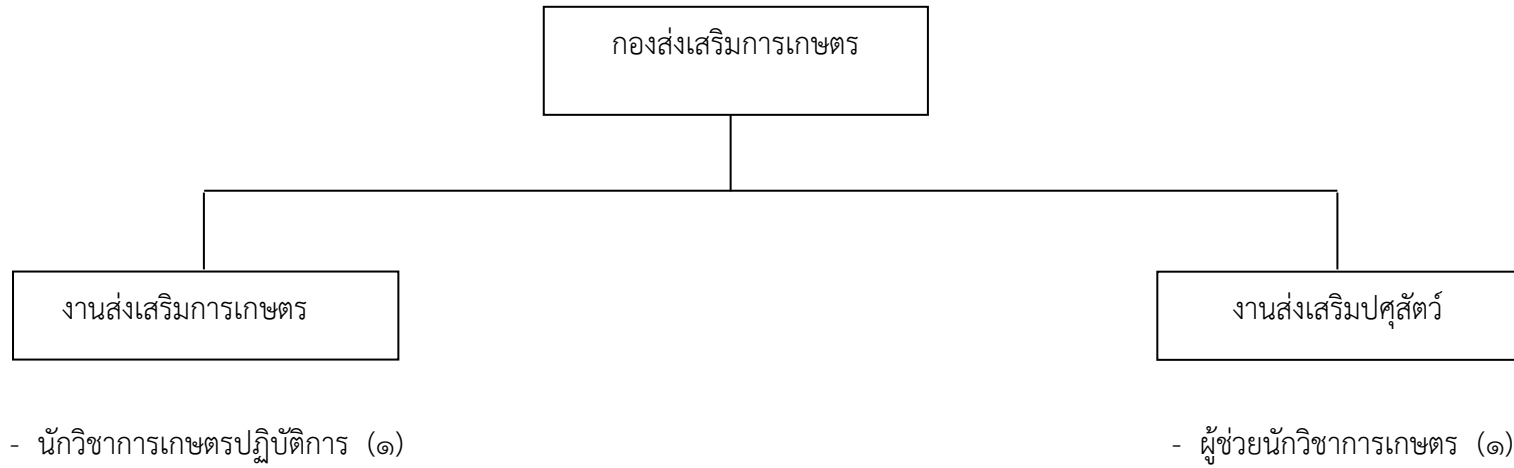 กองส่งเสริมการเกษตร
งานส่งเสริมการเกษตร
งานส่งเสริมปศุสัตว์
- นักวิชาการเกษตรปฏิบัติการ (๑)
- ผู้ช่วยนักวิชาการเกษตร (๑)